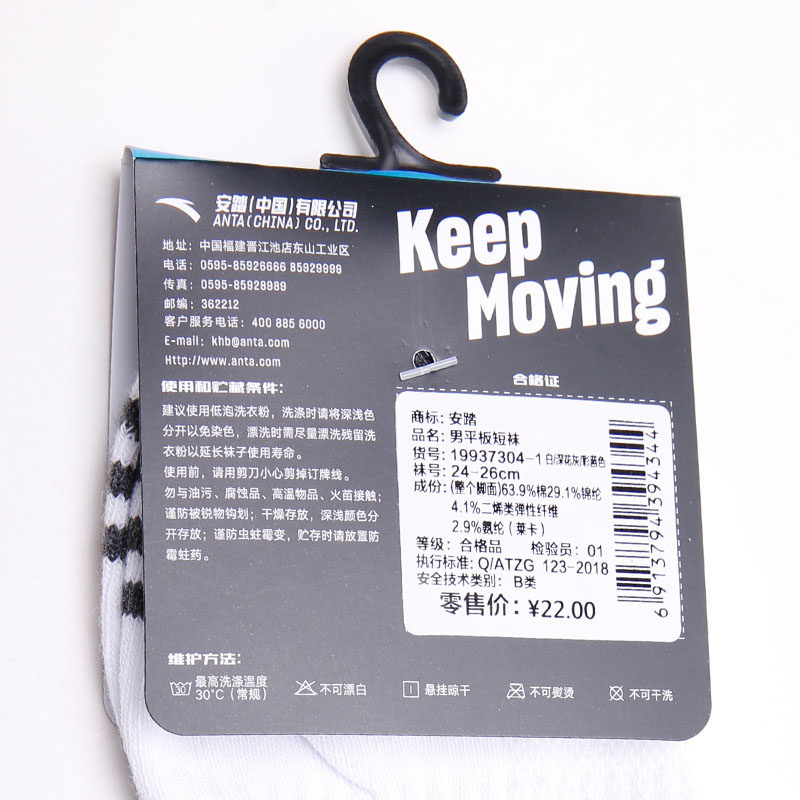 安踏(中国)有限公司
ANTA(CHINA) CO., LTD.
地址: 中国福建晋江池店东山工业区
电话: 0595-85926666 85929999
传真: 0595-85928989
邮编: 362212
客户服务电话: 400 885 6000
E-mail: khb@anta.com
Http://www.anta.com
使用和贮藏条件:
建议使用低泡洗衣粉，洗涤时请将深浅色
分开以免染色，漂洗时需尽量漂洗残留洗
衣粉以延长袜子使用寿命。
使用前，请用剪刀小心剪掉订牌线。
勿与油污、腐蚀品、高温物品、火苗接触;
谨防被锐物钩划; 干燥存放，深浅颜色分
开存放; 谨防虫蛀霉变，贮存时请放置防
霉蛀药。
Keep
Moving
合格证
商标: 安踏
品名: 男平板短袜
货号: 19937304-1 白/深花灰/彩蓝色
袜号: 24-26cm
成份: (整个脚面)63.9%棉29.1%锦纶
4.1%二烯类弹性纤维
2.9%氨纶（莱卡）
等级: 合格品 检验员: 01
执行标准: Q/ATZG 123-2018
安全技术类别: B类
零售价: ¥22.00
6913794394344
维护方法:
最高洗涤温度
30℃（常规）
不可漂白
悬挂晾干
不可熨烫
不可干洗